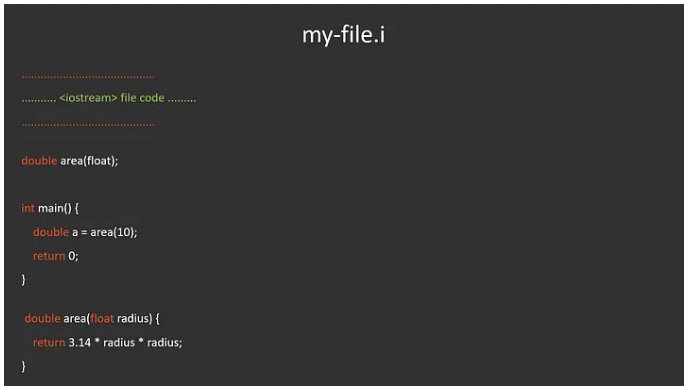 my-file.i
..........................................
........... <iostream> file code .........
..........................................
double area(float);
int main() {
double a = area(10);
return 0;
}
double area(float radius) {
return 3.14 * radius * radius;
}